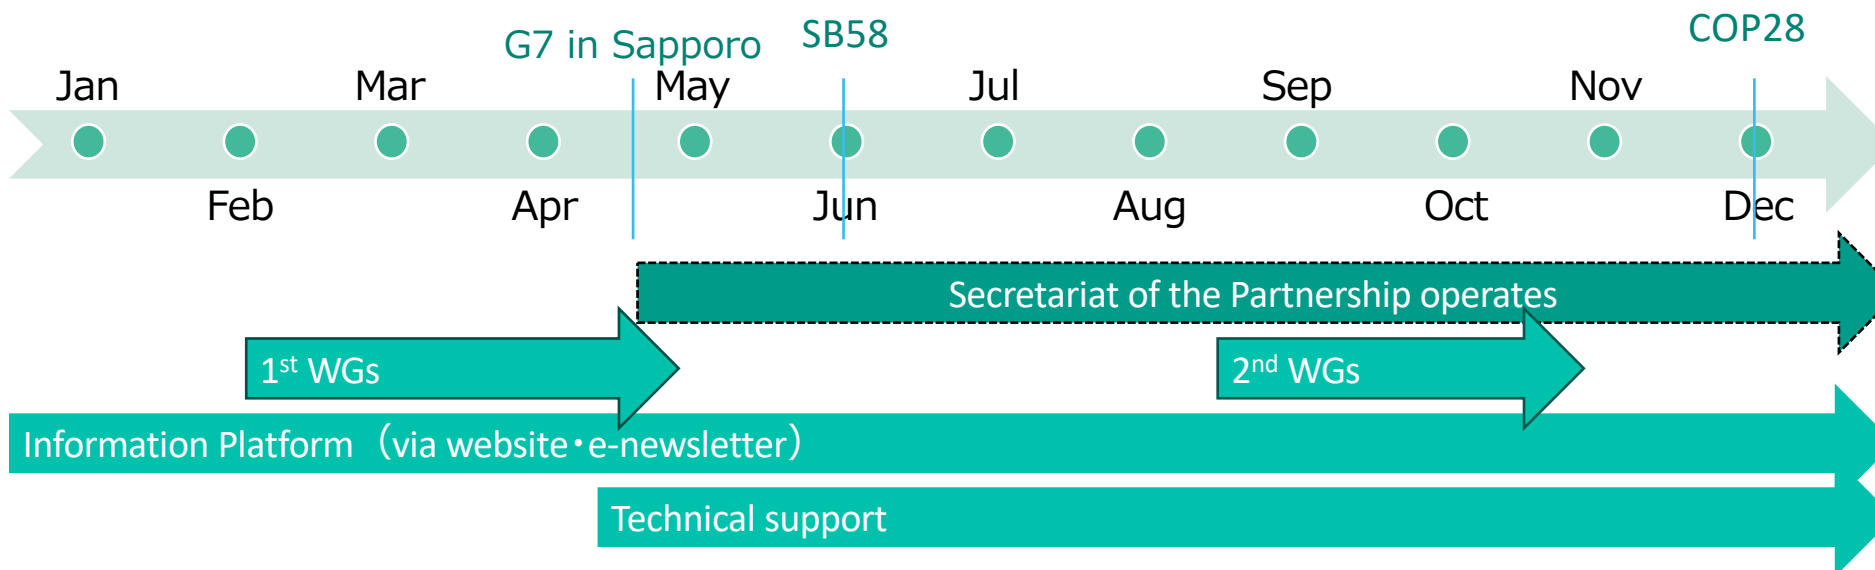 G7 in Sapporo SB58 COP28
Jan Mar May Jul Sep Nov
Feb Apr Jun Aug Oct Dec
Secretariat of the Partnership operates
1st WGs 2nd WGs
Information Platform（via website・e-newsletter）
Technical support